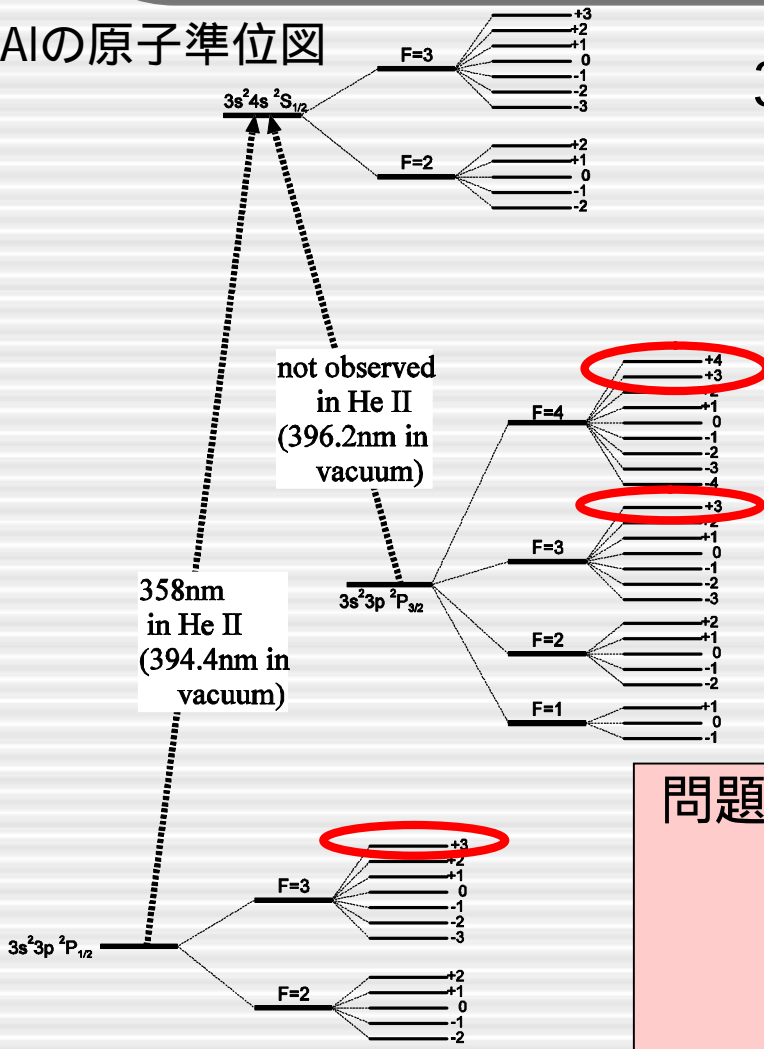 Alの原子準位図
3s²4s ²S₁/₂
F=3
+3
+2
+1
0
-1
-2
-3
F=2
+2
+1
0
-1
-2
3
not observed
in He II
(396.2nm in
vacuum)
358nm
in He II
(394.4nm in
vacuum)
3s²3p ²P₃/₂
F=4
+4
+3
+2
+1
0
-1
-2
-3
-4
F=3
+3
+2
+1
0
-1
-2
-3
F=2
+2
+1
0
-1
-2
F=1
+1
0
-1
問題
3s²3p ²P₁/₂
F=3
+3
+2
+1
0
-1
-2
-3
F=2
+2
+1
0
-1
-2